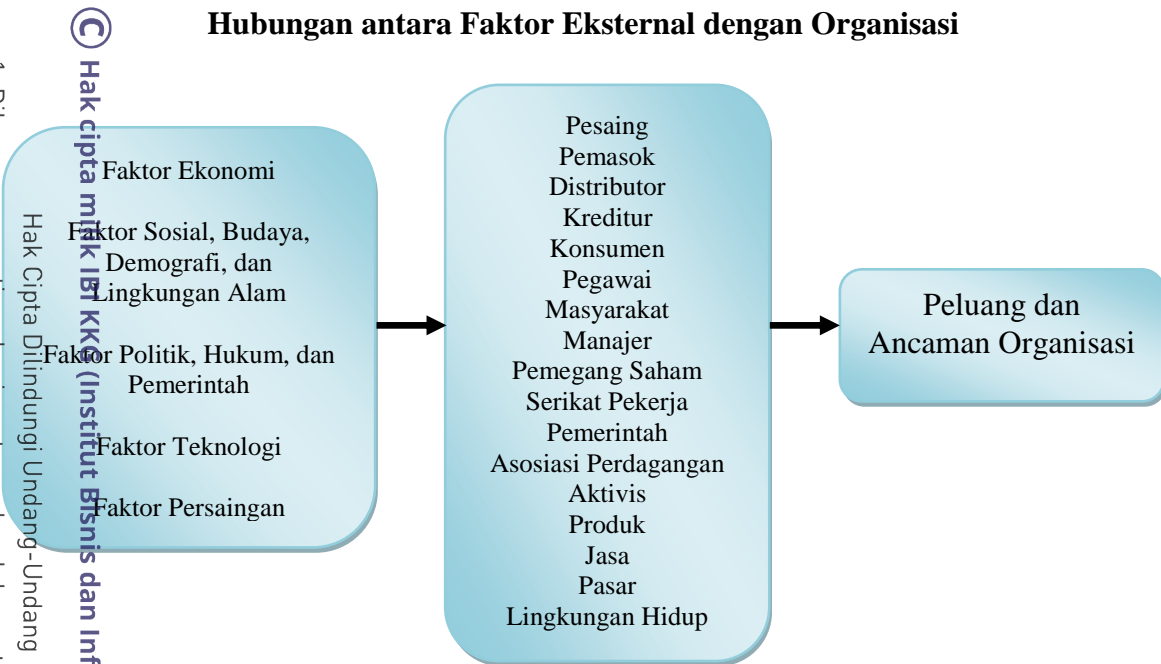 Hubungan antara Faktor Eksternal dengan Organisasi
Faktor Ekonomi
Faktor Sosial, Budaya,
Demografi, dan
Lingkungan Alam
Faktor Politik, Hukum, dan
Pemerintah
Faktor Teknologi
Faktor Persaingan
Pesaing
Pemasok
Distributor
Kreditur
Konsumen
Pegawai
Masyarakat
Manajer
Pemegang Saham
Serikat Pekerja
Pemerintah
Asosiasi Perdagangan
Aktivis
Produk
Jasa
Pasar
Lingkungan Hidup
Peluang dan
Ancaman Organisasi
© Hak cipta milik IBI KKG (Institut Bisnis dan
Hak Cipta Dilindungi Undang-Undang